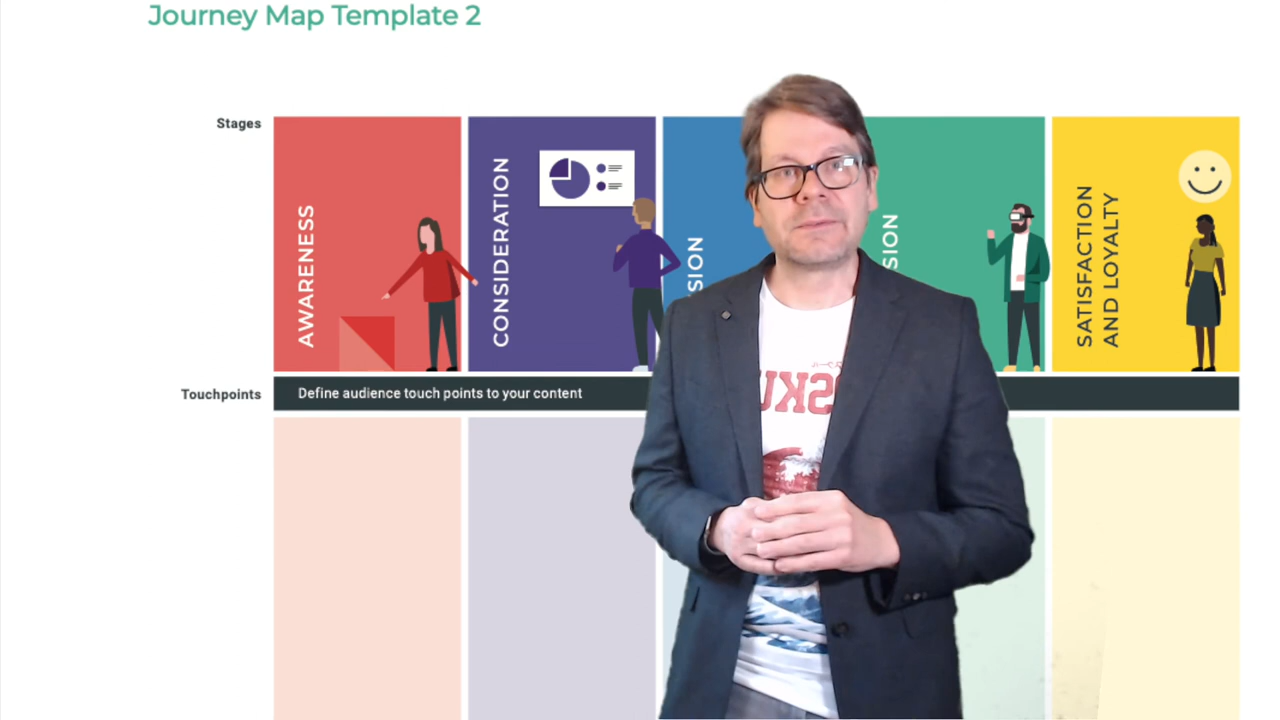 Journey Map Template 2
Stages
AWARENESS
CONSIDERATION
SION
SION
SATISFACTION
AND LOYALTY
Touchpoints
Define audience touch points to your content